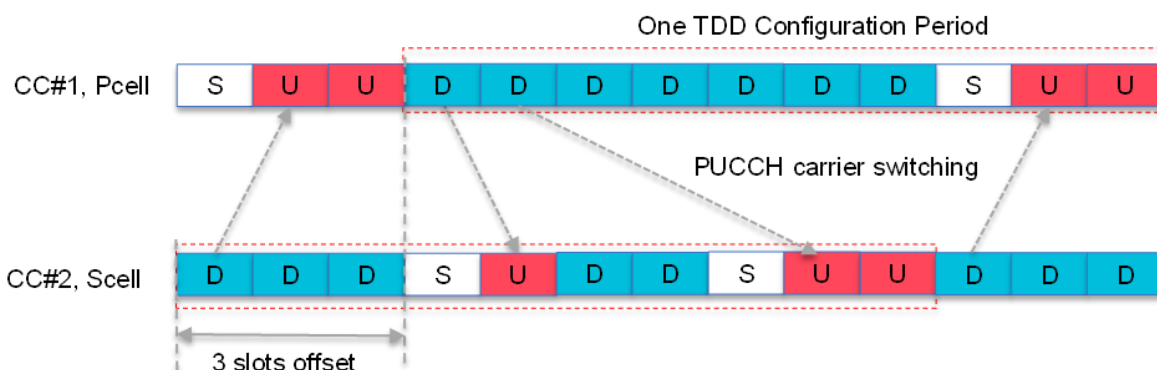 One TDD Configuration Period
CC#1, Pcell S U U D D D D D D D S U U
PUCCH carrier switching
CC#2, Scell D D D S U D D S U U D D D
3 slots offset